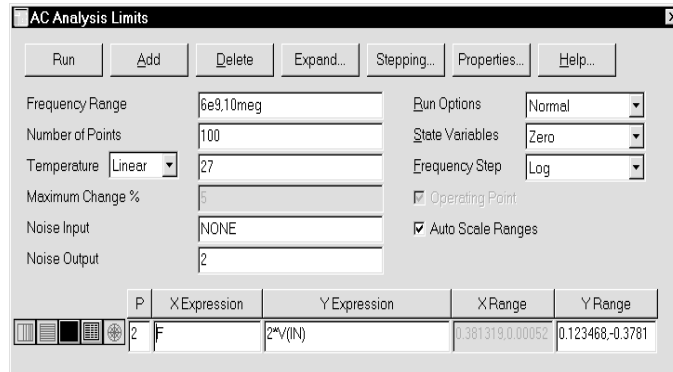 AC Analysis Limits
Run Add Delete Expand... Stepping... Properties... Help...
Frequency Range 6e9,10meg Run Options Normal
Number of Points 100 State Variables Zero
Temperature Linear 27 Frequency Step Log
Maximum Change % 5 Operating Point
Noise Input NONE Auto Scale Ranges
Noise Output 2
P X Expression Y Expression X Range Y Range
2 F 2*V(IN) 0.381319,0.00052 0.123468,-0.3781